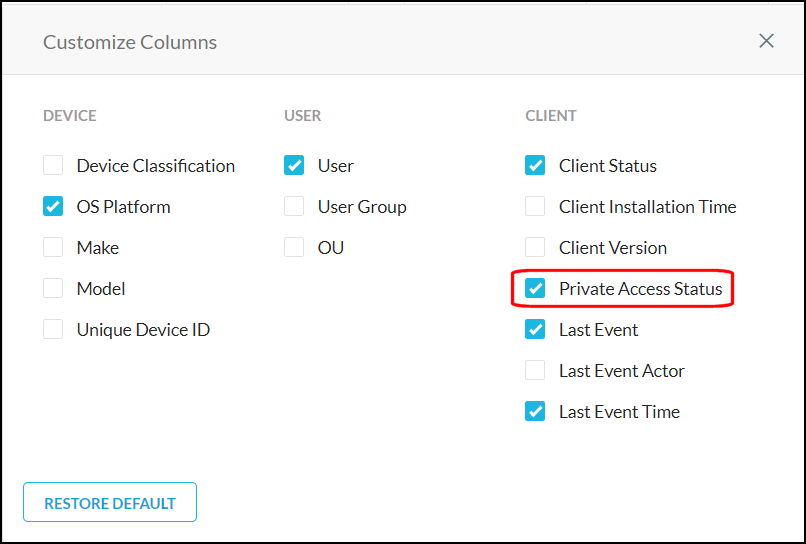 Customize Columns
DEVICE
Device Classification
OS Platform
Make
Model
Unique Device ID
USER
User
User Group
OU
CLIENT
Client Status
Client Installation Time
Client Version
Private Access Status
Last Event
Last Event Actor
Last Event Time
RESTORE DEFAULT